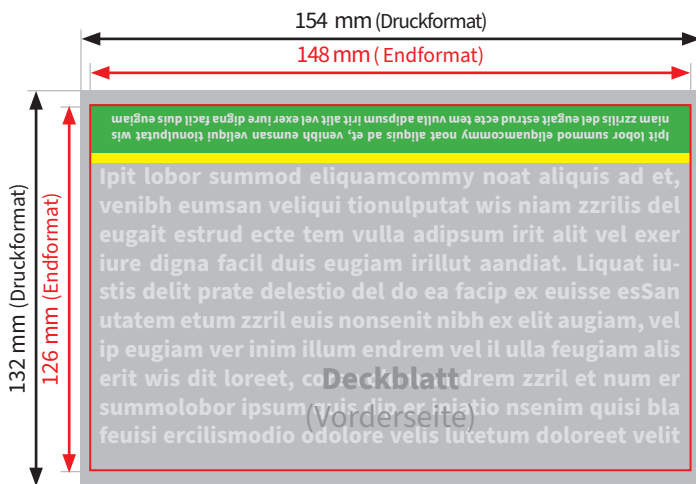 154 mm (Druckformat)
148 mm (Endformat)
132 mm (Druckformat)
126 mm (Endformat)
Ipit lobor summod eliquamcommy noat aliquis ad et, venibh eumsan veliqui tionulputat wis
niam zzrilis del eugait estrud ecte tem vulla adipsum irit alit vel exer iure digna facil duis eugiam
Ipit lobor summod eliquamcommy noat aliquis ad et,
venibh eumsan veliqui tionulputat wis niam zzrilis del
eugait estrud ecte tem vulla adipsum irit alit vel exer
iure digna facil duis eugiam irillut aandiat. Liquat iu-
stis delit prate delestio del do ea facip ex euisse esSan
utatem etum zzril euis nonsenit nibh ex elit augiam, vel
ip eugiam ver inim illum endrem vel il ulla feugiam alis
erit wis dit loreet, zzril et num er
summolobor ipsum nsenim quisi bla
feuisi ercilismodio odolore velis lutetum doloreet velit
Deckblatt
(Vorderseite)